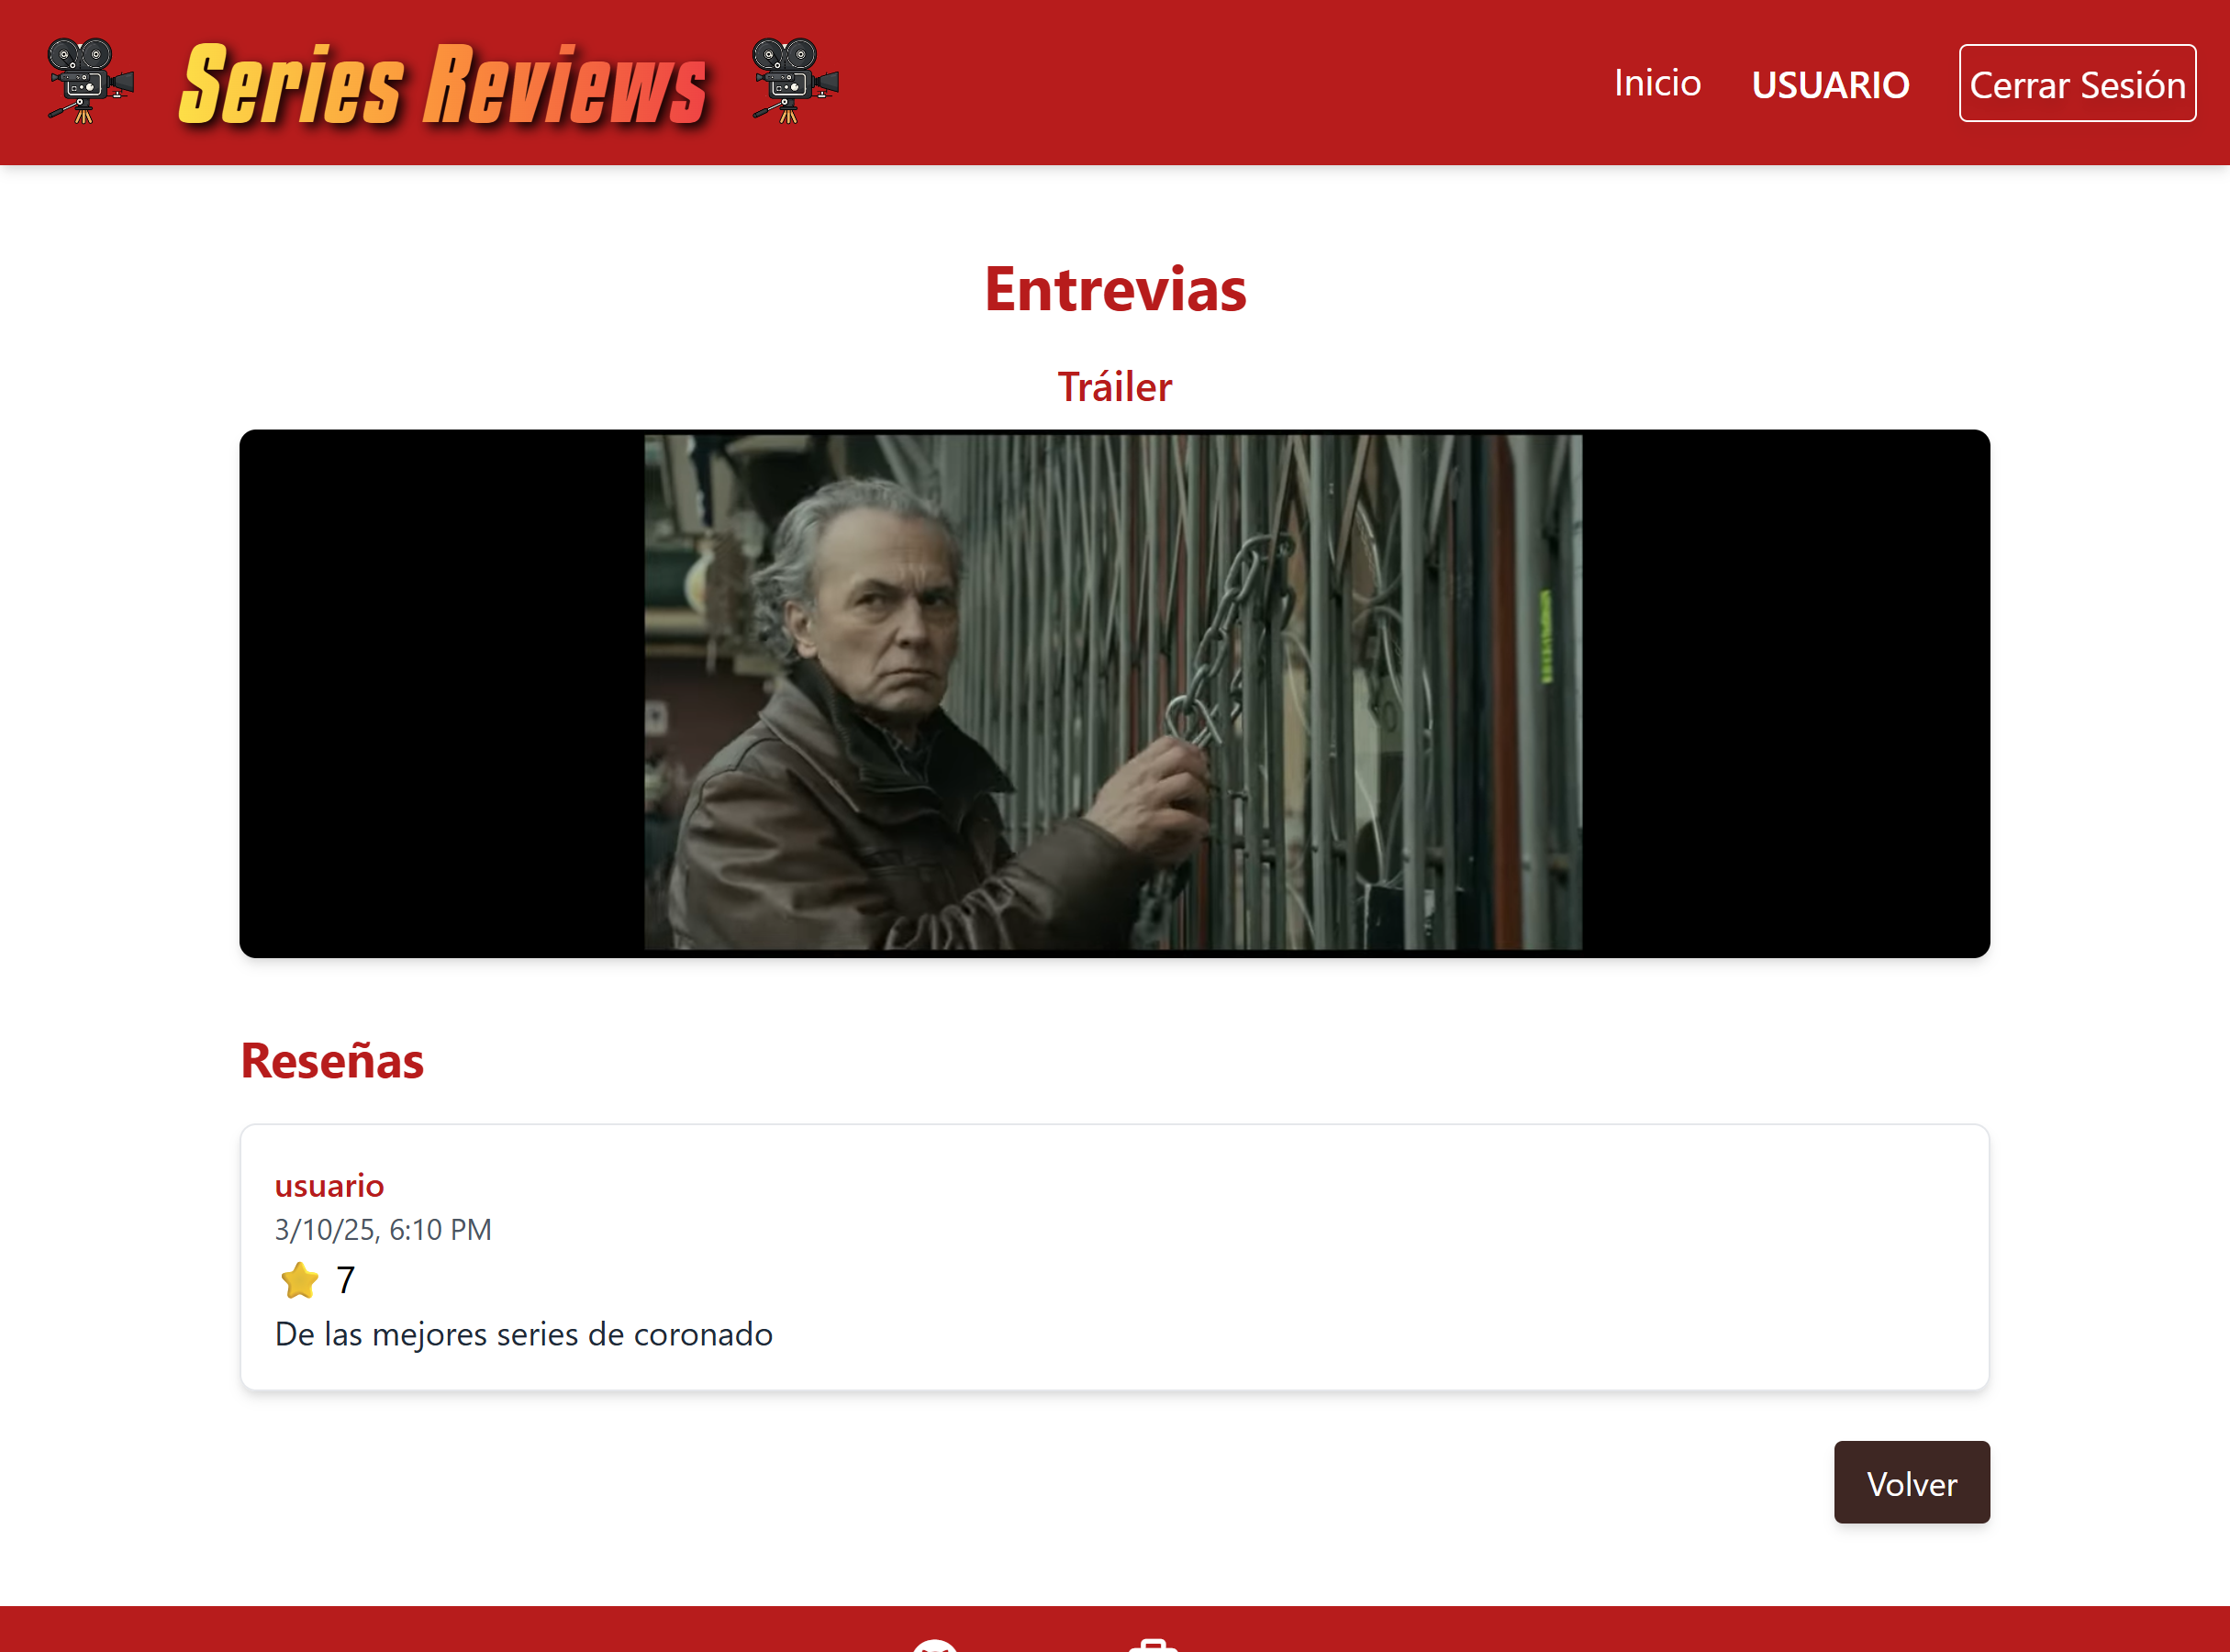 Series Reviews
Inicio
USUARIO
Cerrar Sesión
Entrevias
Tráiler
Reseñas
usuario
3/10/25, 6:10 PM
7
De las mejores series de coronado
Volver